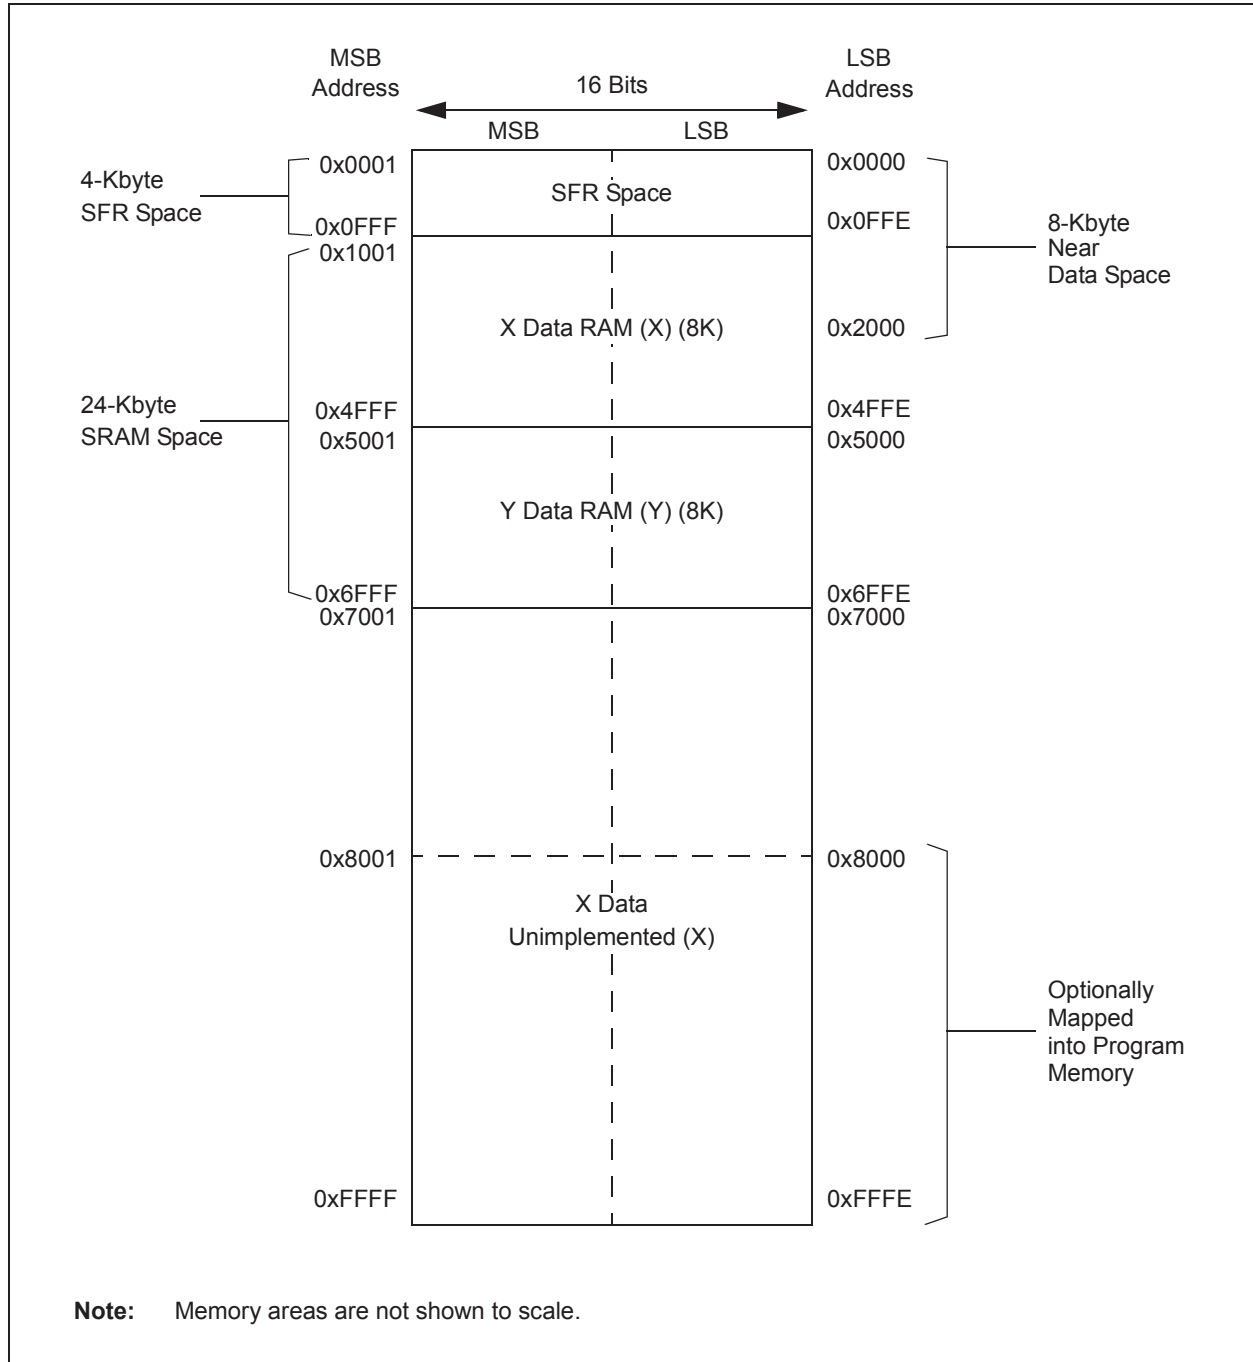 MSB
Address
LSB
Address
16 Bits
MSB
LSB
0x0001
0x0000
4-Kbyte
SFR Space
SFR Space
0x0FFF
0x0FFE
8-Kbyte
Near
Data Space
0x1001
X Data RAM (X) (8K)
0x2000
24-Kbyte
SRAM Space
0x4FFF
0x4FFE
0x5001
0x5000
Y Data RAM (Y) (8K)
0x6FFF
0x6FFE
0x7001
0x7000
0x8001
0x8000
X Data
Unimplemented (X)
Optionally
Mapped
into Program
Memory
0xFFFF
0xFFFE
Note: Memory areas are not shown to scale.